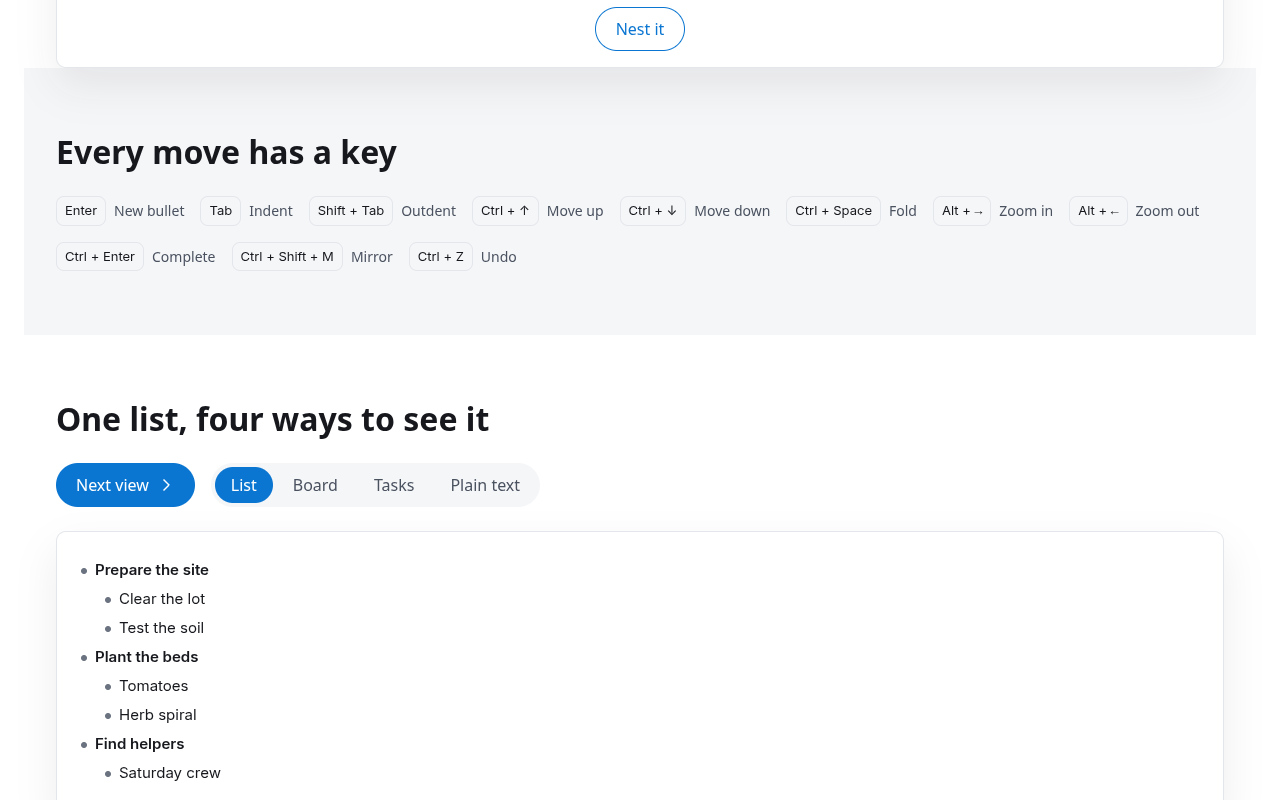 Nest it
Every move has a key
Enter New bullet Tab Indent Shift + Tab Outdent Ctrl + ↑ Move up Ctrl + ↓ Move down Ctrl + Space Fold Alt + → Zoom in Alt + ← Zoom out
Ctrl + Enter Complete Ctrl + Shift + M Mirror Ctrl + Z Undo
One list, four ways to see it
Next view List Board Tasks Plain text
Prepare the site
Clear the lot
Test the soil
Plant the beds
Tomatoes
Herb spiral
Find helpers
Saturday crew